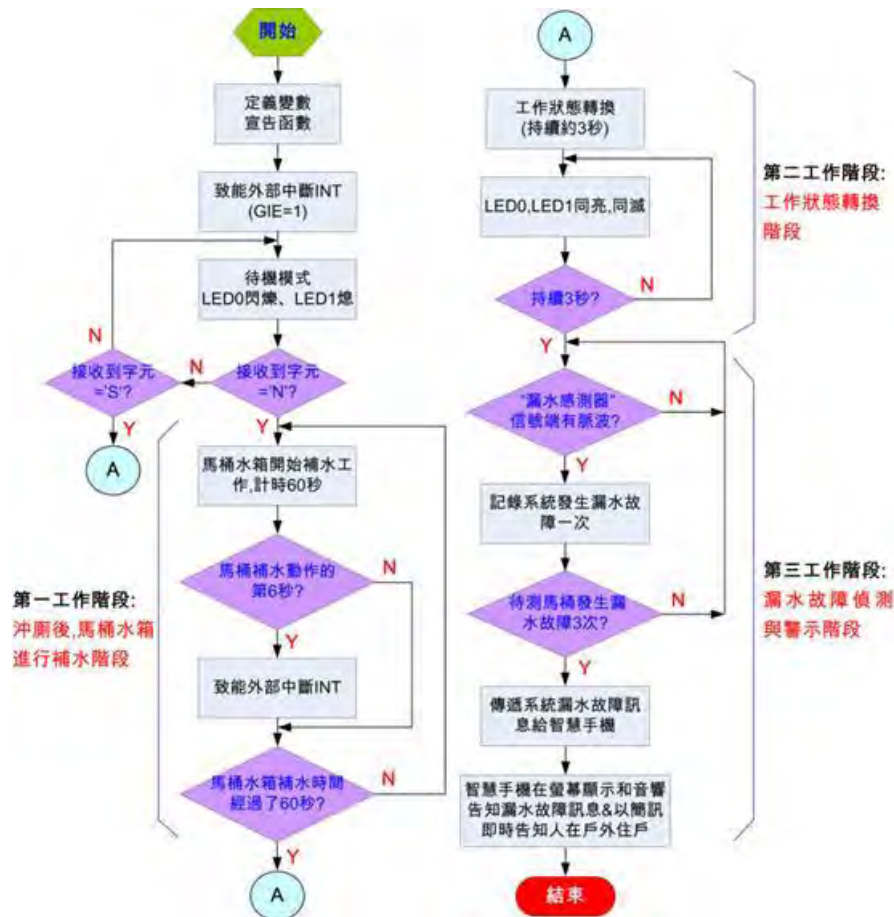 開始
定義變數
宣告函數
致能外部中斷INT
(GIE=1)
待機模式
LED0閃爍、LED1熄
N
N
接收到字元
='S'?
接收到字元
='N'?
Y
Y
A
馬桶水箱開始補水工
作,計時60秒
馬桶補水動作的
第6秒?
N
Y
第一工作階段:
沖廁後,馬桶水箱
進行補水階段
致能外部中斷INT
馬桶水箱補水時間
經過了60秒?
N
Y
A
A
工作狀態轉換
(持續約3秒)
LED0,LED1同亮,同滅
持續3秒?
N
Y
第二工作階段:
工作狀態轉換
階段
"漏水感測器"
信號端有脈波?
N
Y
記錄系統發生漏水故
障一次
待測馬桶發生漏
水故障3次?
N
Y
第三工作階段:
漏水故障偵測
與警示階段
傳遞系統漏水故障訊
息給智慧手機
智慧手機在螢幕顯示和音響
告知漏水故障訊息&以簡訊
即時告知人在戶外住戶
結束